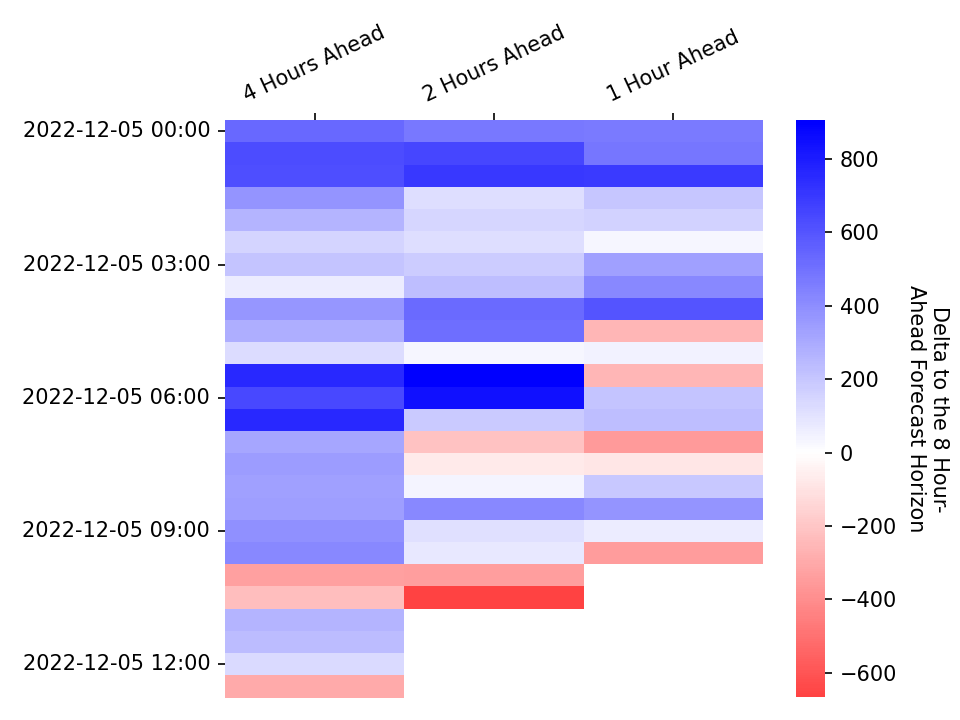 4 Hours Ahead
2 Hours Ahead
1 Hour Ahead
2022-12-05 00:00
2022-12-05 03:00
2022-12-05 06:00
2022-12-05 09:00
2022-12-05 12:00
800
600
400
200
0
−200
−400
−600
Delta to the 8 Hour-
Ahead Forecast Horizon